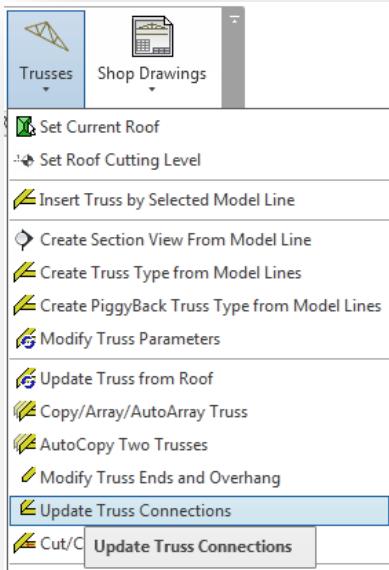 Trusses
Shop Drawings
Set Current Roof
Set Roof Cutting Level
Insert Truss by Selected Model Line
Create Section View From Model Line
Create Truss Type from Model Lines
Create PiggyBack Truss Type from Model Lines
Modify Truss Parameters
Update Truss from Roof
Copy/Array/AutoArray Truss
AutoCopy Two Trusses
Modify Truss Ends and Overhang
Update Truss Connections
Cut/C
Update Truss Connections